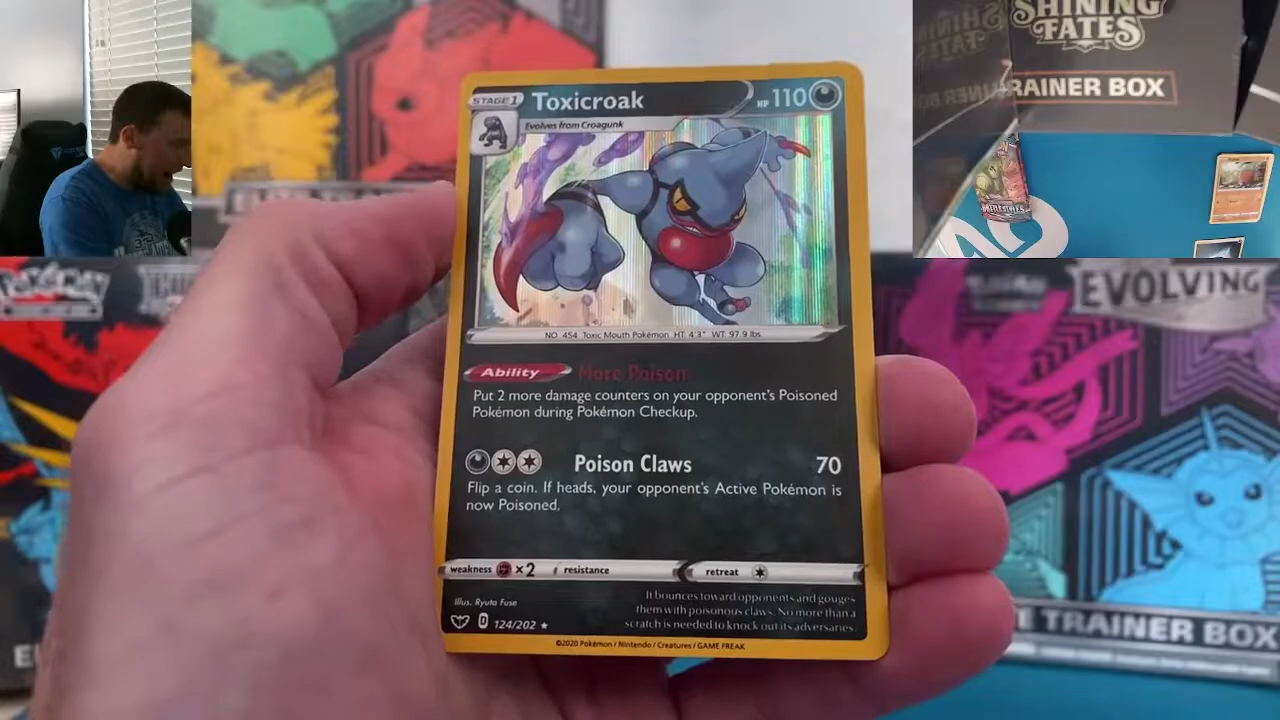 SHINING
FATES
TRAINER BOX
STAGE 1
Toxicroak
HP 110
Evolves from Croagunk
NO. 454 Toxic Mouth Pokémon HT: 4'3" WT: 97.9 lbs
Ability More Poison
Put 2 more damage counters on your opponent's Poisoned
Pokémon during Pokémon Checkup.
Poison Claws 70
Flip a coin. If heads, your opponent's Active Pokémon is
now Poisoned.
weakness ×2 resistance retreat
Illus. Ryuta Fuse
It bounces toward opponents and gouges
them with poisonous claws. No more than a
scratch is needed to knock out its adversaries.
D 124/202 ★
©2020 Pokémon / Nintendo / Creatures / GAME FREAK
Pokémon
EVOLVING
E TRAINER BOX
BATTLE STYLES